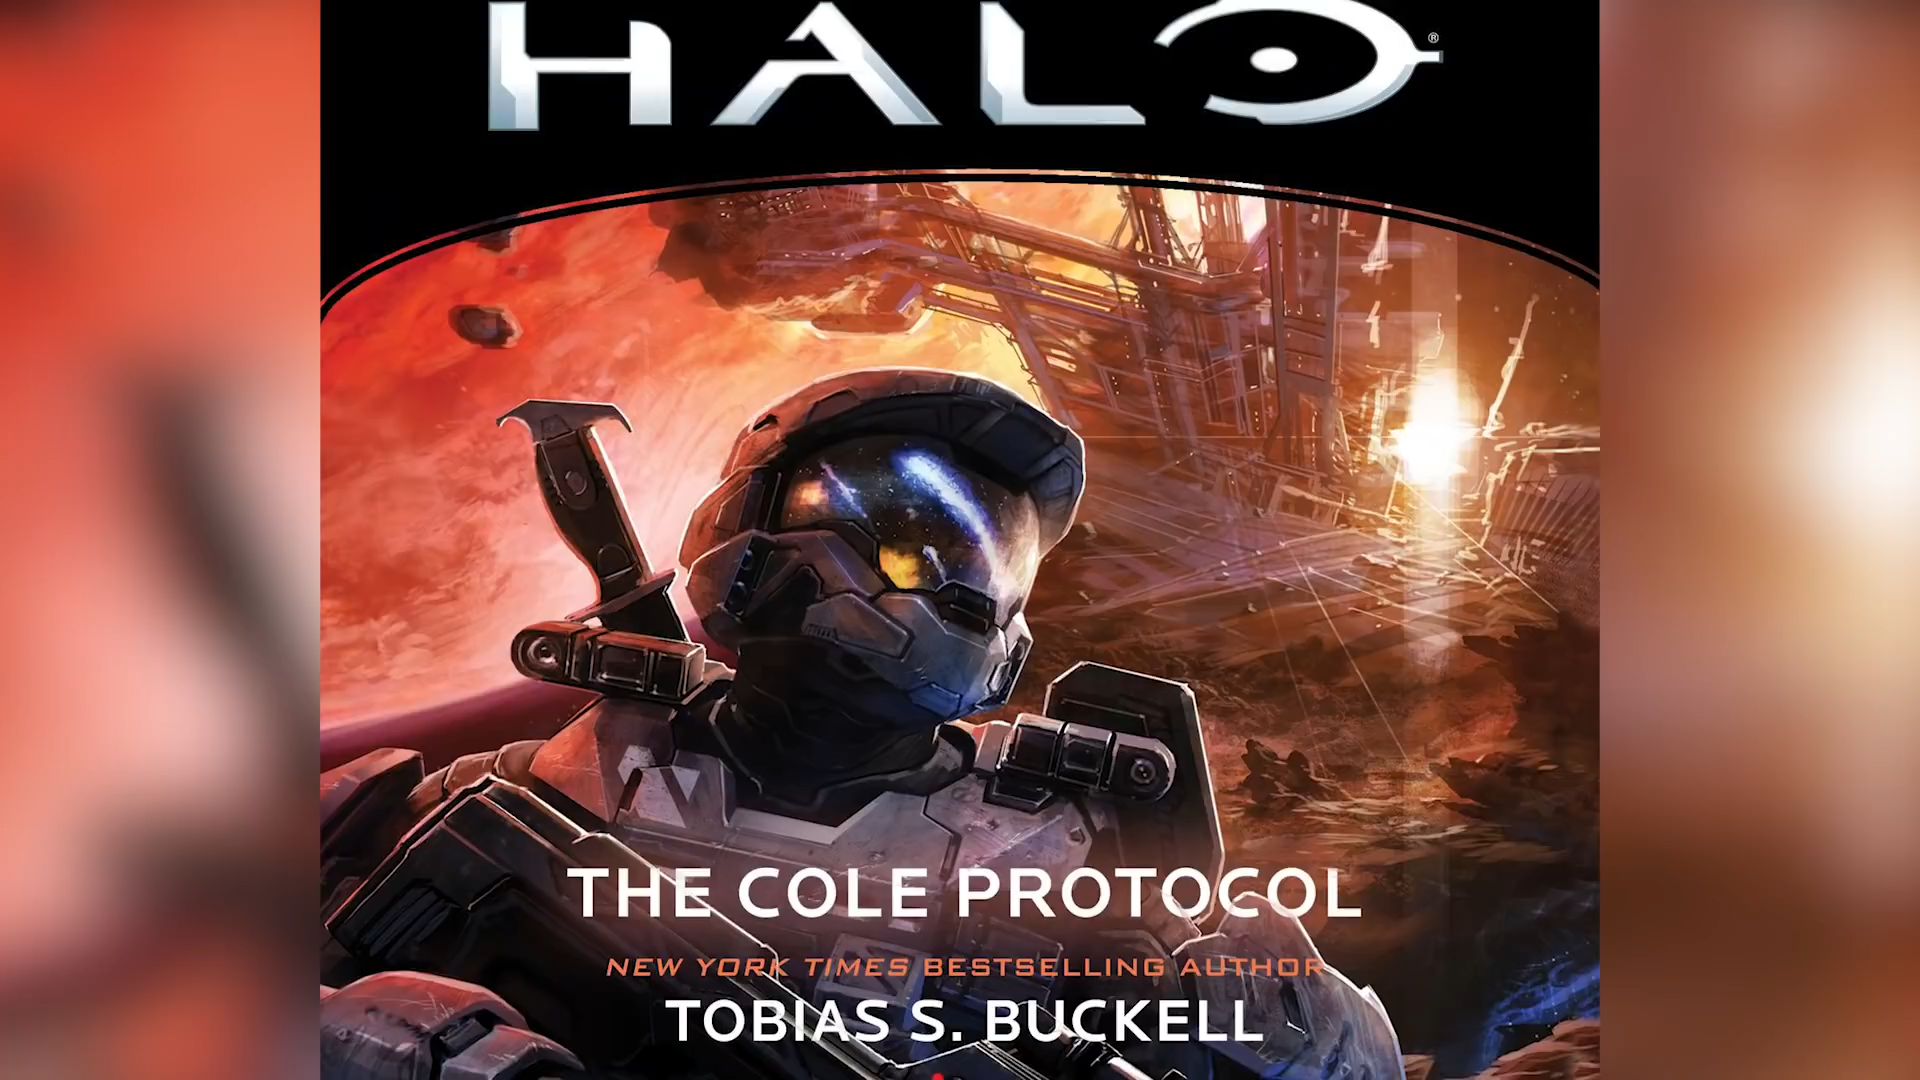 HALO®
THE COLE PROTOCOL
NEW YORK TIMES BESTSELLING AUTHOR
TOBIAS S. BUCKELL